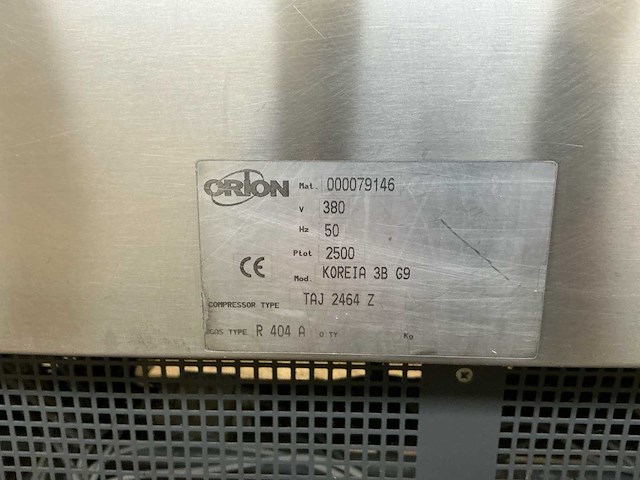 ORION Mat. 000079146
V 380
Hz 50
Ptot 2500
CE Mod. KOREIA 3B G9
COMPRESSOR TYPE TAJ 2464 Z
GAS TYPE R 404 A Q TY Kg